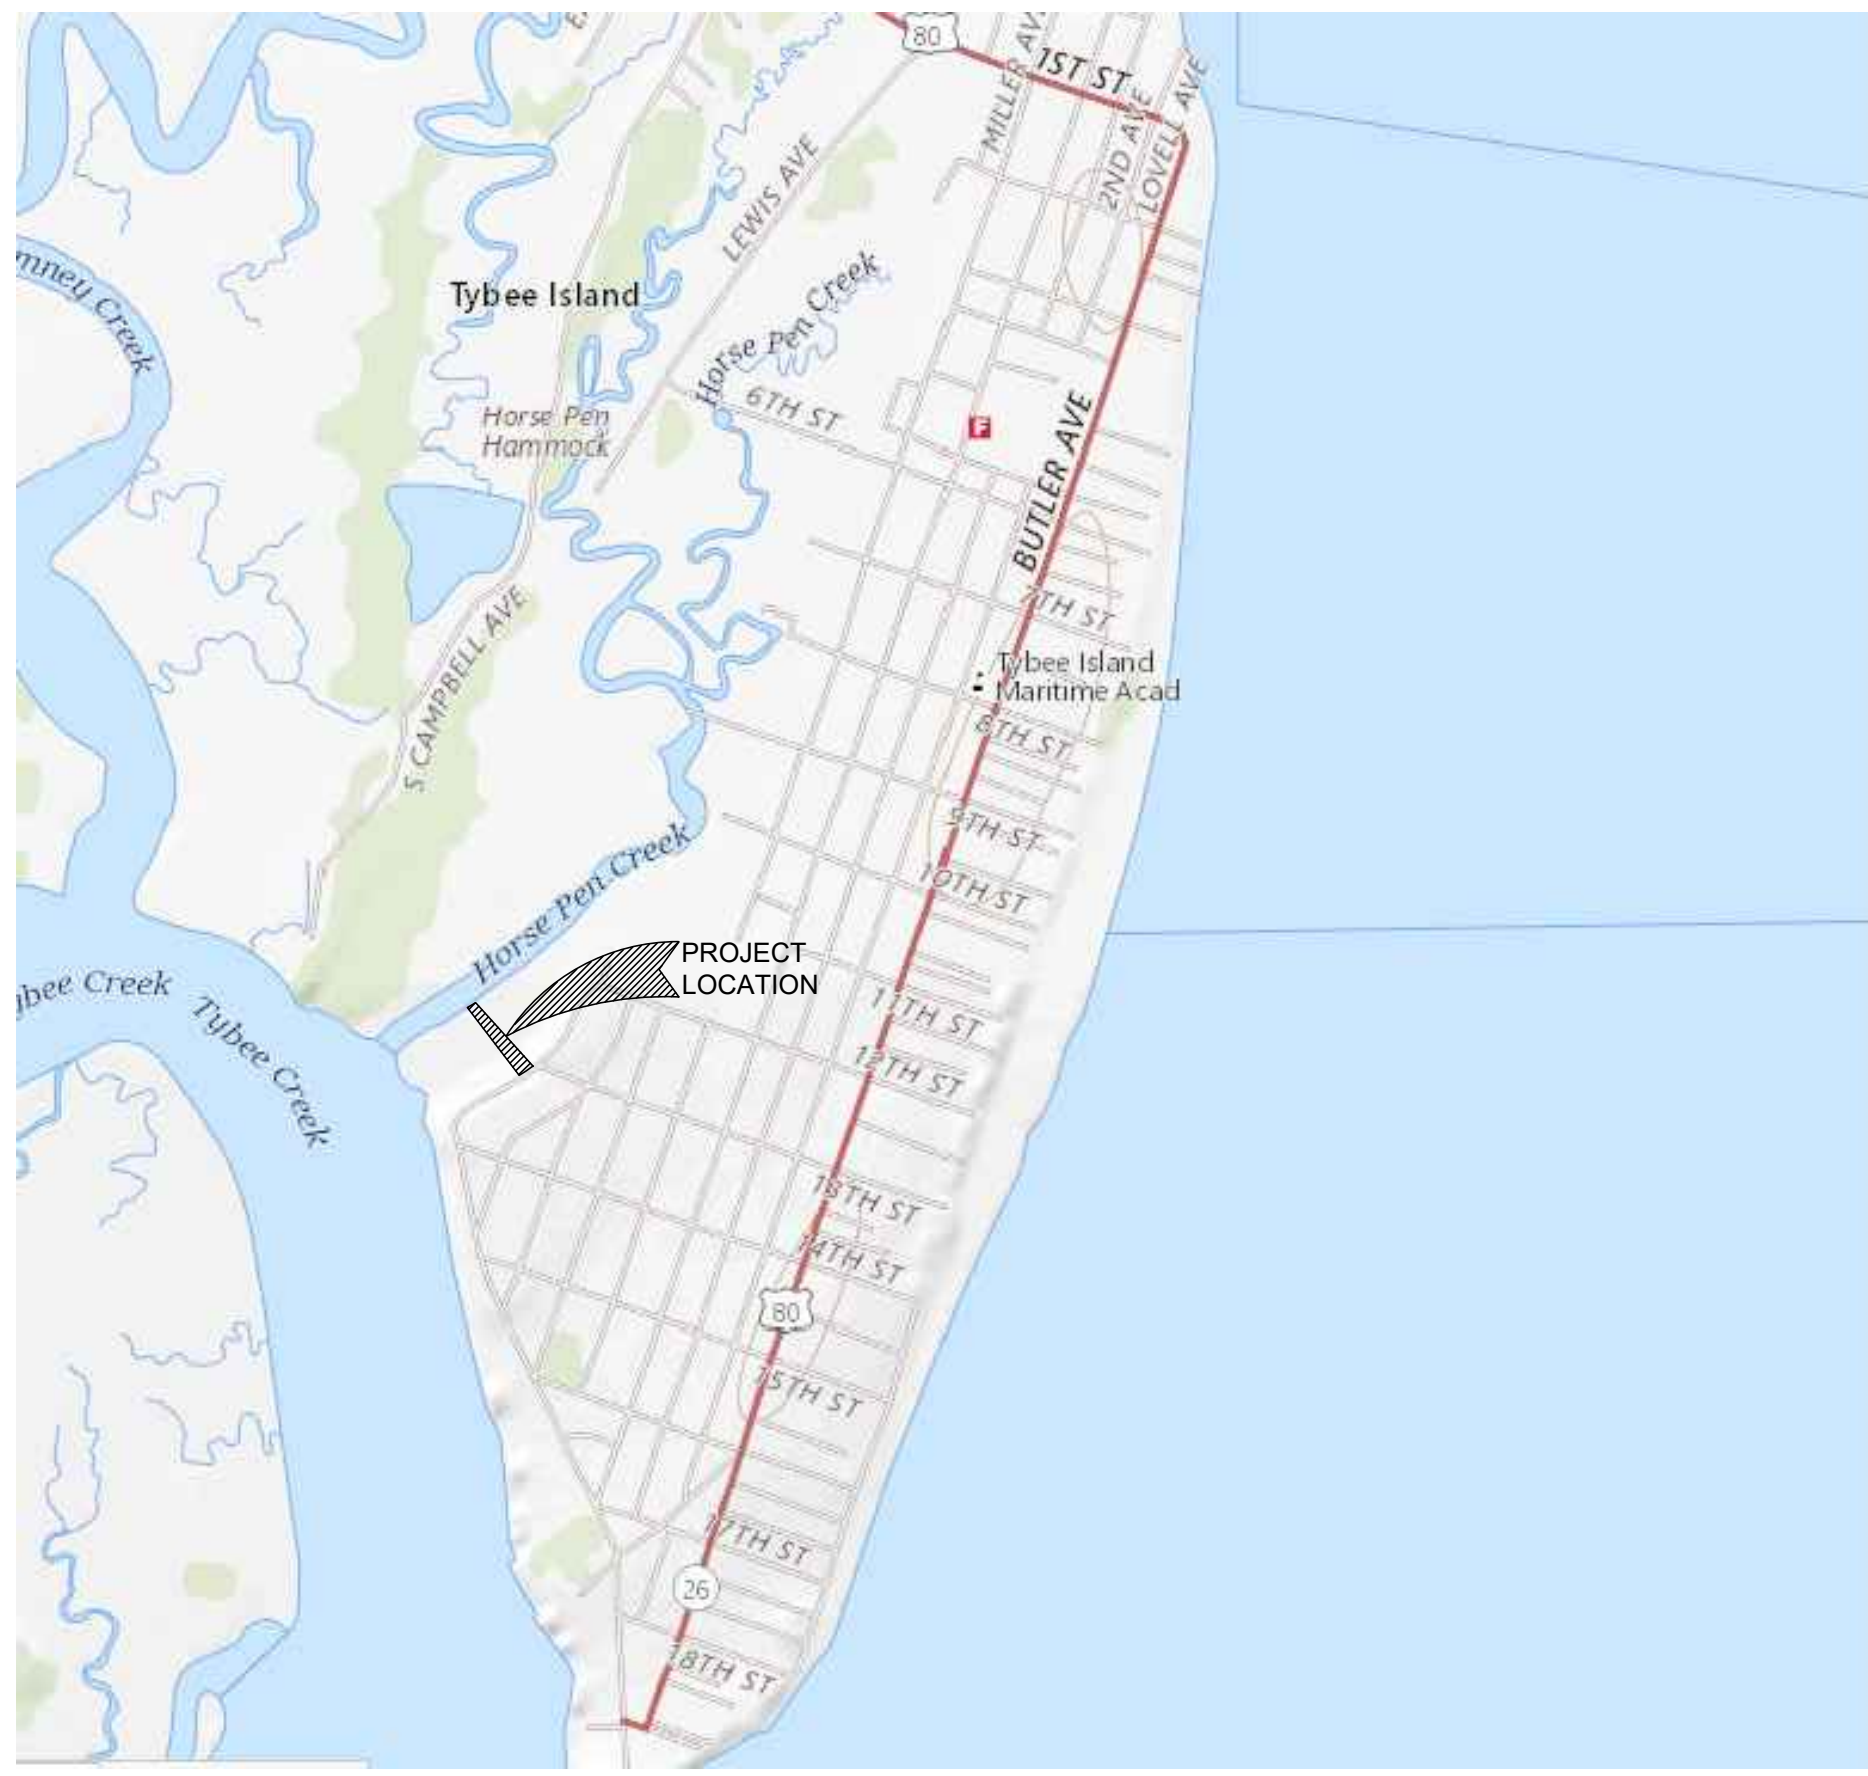 80
1ST ST
MILLER AVE
2ND AVE
LOVELL AVE
LEWIS AVE
mney Creek
Tybee Island
Horse Pen Creek
6TH ST
Horse Pen
Hammock
F
BUTLER AVE
7TH ST
Tybee Island
Maritime Acad
S CAMPBELL AVE
8TH ST
9TH ST
Horse Pen Creek
10TH ST
PROJECT
LOCATION
ybee Creek
Tybee Creek
11TH ST
12TH ST
13TH ST
14TH ST
80
15TH ST
17TH ST
26
18TH ST